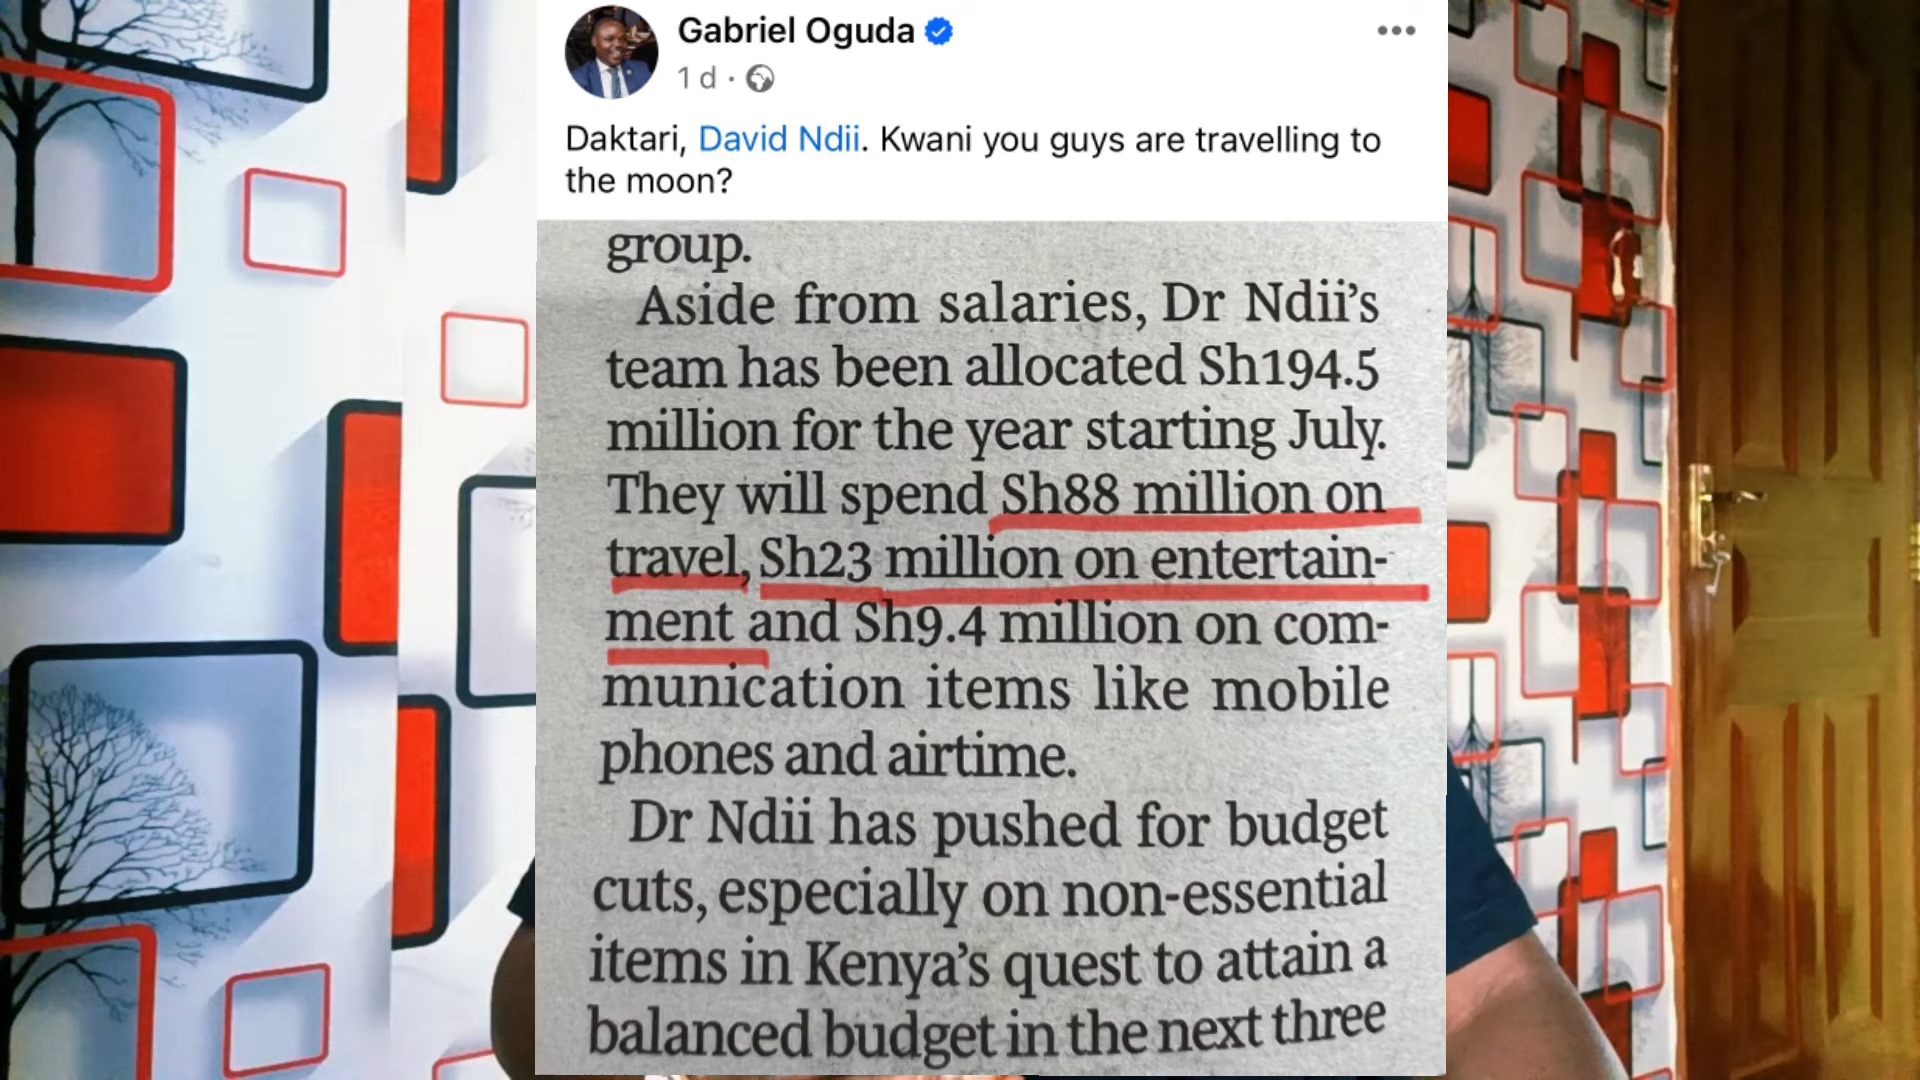 Gabriel Oguda
1 d ·
Daktari, David Ndii. Kwani you guys are travelling to
the moon?
group.
Aside from salaries, Dr Ndii's
team has been allocated Sh194.5
million for the year starting July.
They will spend Sh88 million on
travel, Sh23 million on entertain-
ment and Sh9.4 million on com-
munication items like mobile
phones and airtime.
Dr Ndii has pushed for budget
cuts, especially on non-essential
items in Kenya's quest to attain a
balanced budget in the next three